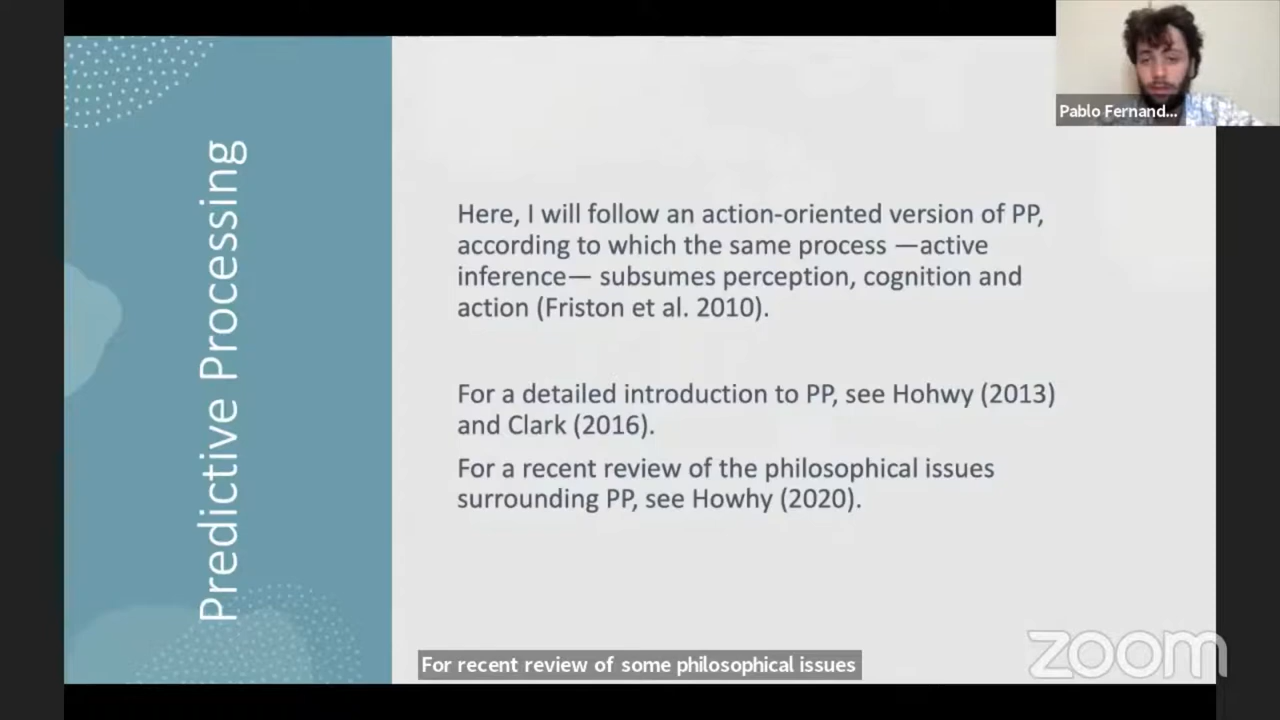 Predictive Processing
Here, I will follow an action-oriented version of PP,
according to which the same process —active
inference— subsumes perception, cognition and
action (Friston et al. 2010).
For a detailed introduction to PP, see Hohwy (2013)
and Clark (2016).
For a recent review of the philosophical issues
surrounding PP, see Howhy (2020).
Pablo Fernand...
For recent review of some philosophical issues
zoom